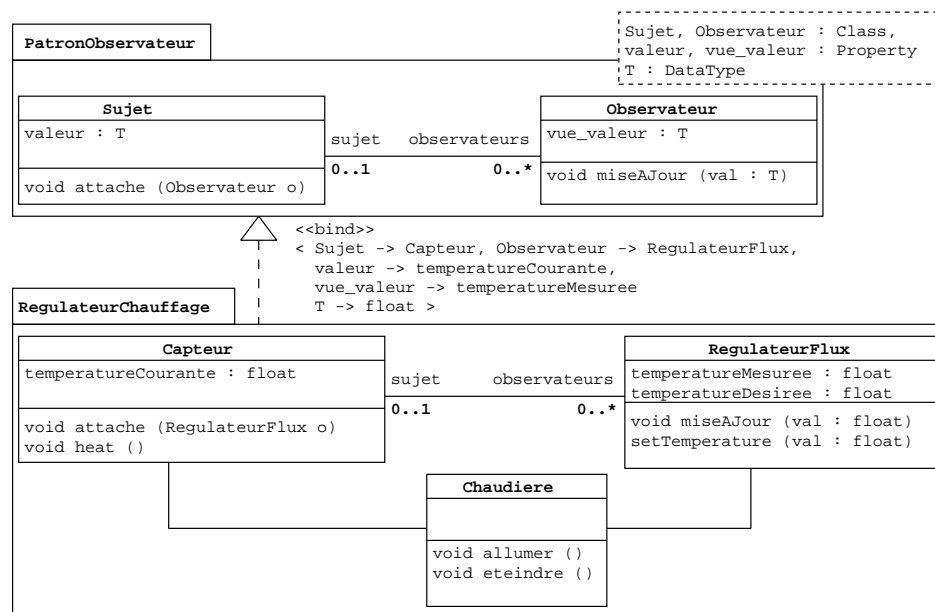 PatronObservateur
Sujet, Observateur : Class,
valeur, vue_valeur : Property
T : DataType
Sujet
valeur : T
void attache (Observateur o)
sujet
observateurs
0..1
0..*
Observateur
vue_valeur : T
void miseAJour (val : T)
<<bind>>
< Sujet -> Capteur, Observateur -> RegulateurFlux,
valeur -> temperatureCourante,
vue_valeur -> temperatureMesuree
T -> float >
RegulateurChauffage
Capteur
temperatureCourante : float
void attache (RegulateurFlux o)
void heat ()
sujet
observateurs
0..1
0..*
RegulateurFlux
temperatureMesuree : float
temperatureDesiree : float
void miseAJour (val : float)
setTemperature (val : float)
Chaudiere
void allumer ()
void eteindre ()